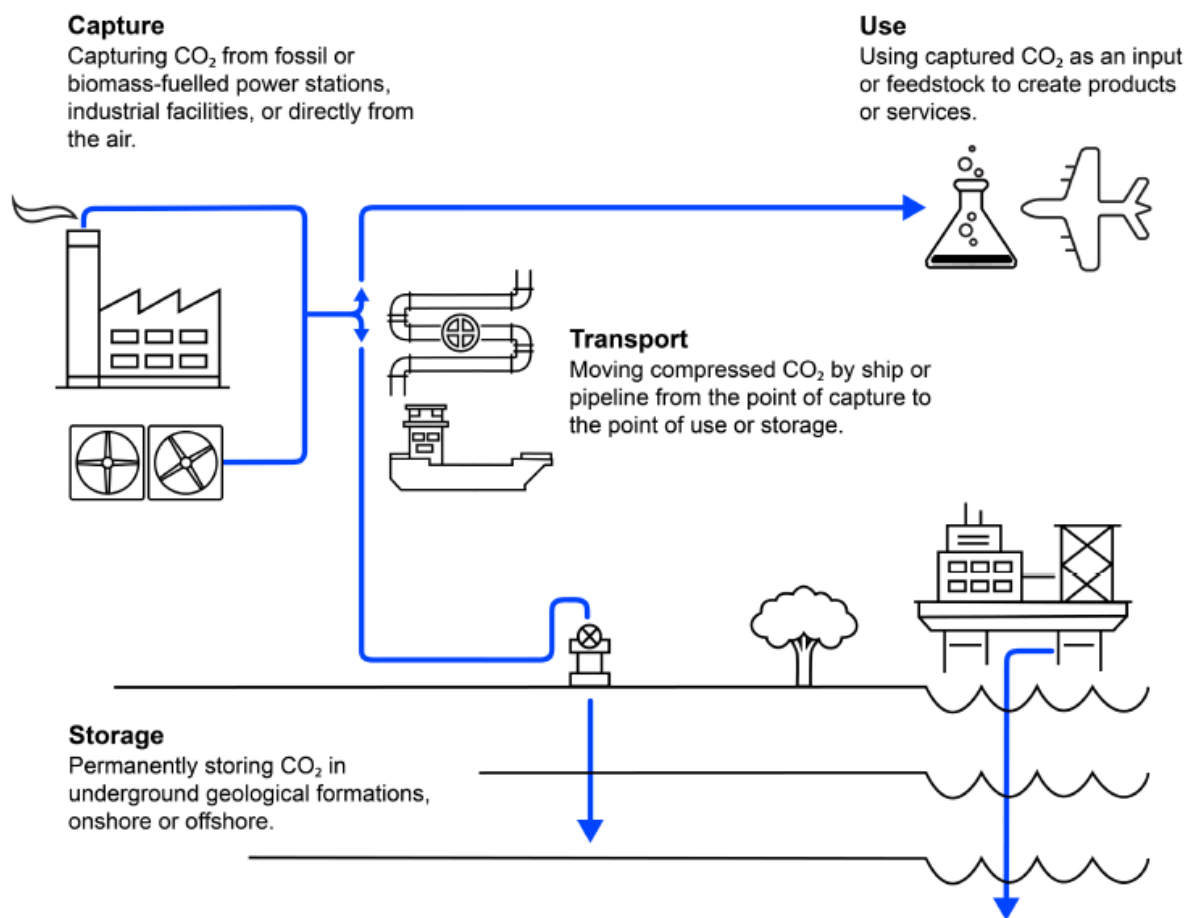 Capture
Capturing CO₂ from fossil or
biomass-fuelled power stations,
industrial facilities, or directly from
the air.
Use
Using captured CO₂ as an input
or feedstock to create products
or services.
Transport
Moving compressed CO₂ by ship or
pipeline from the point of capture to
the point of use or storage.
Storage
Permanently storing CO₂ in
underground geological formations,
onshore or offshore.